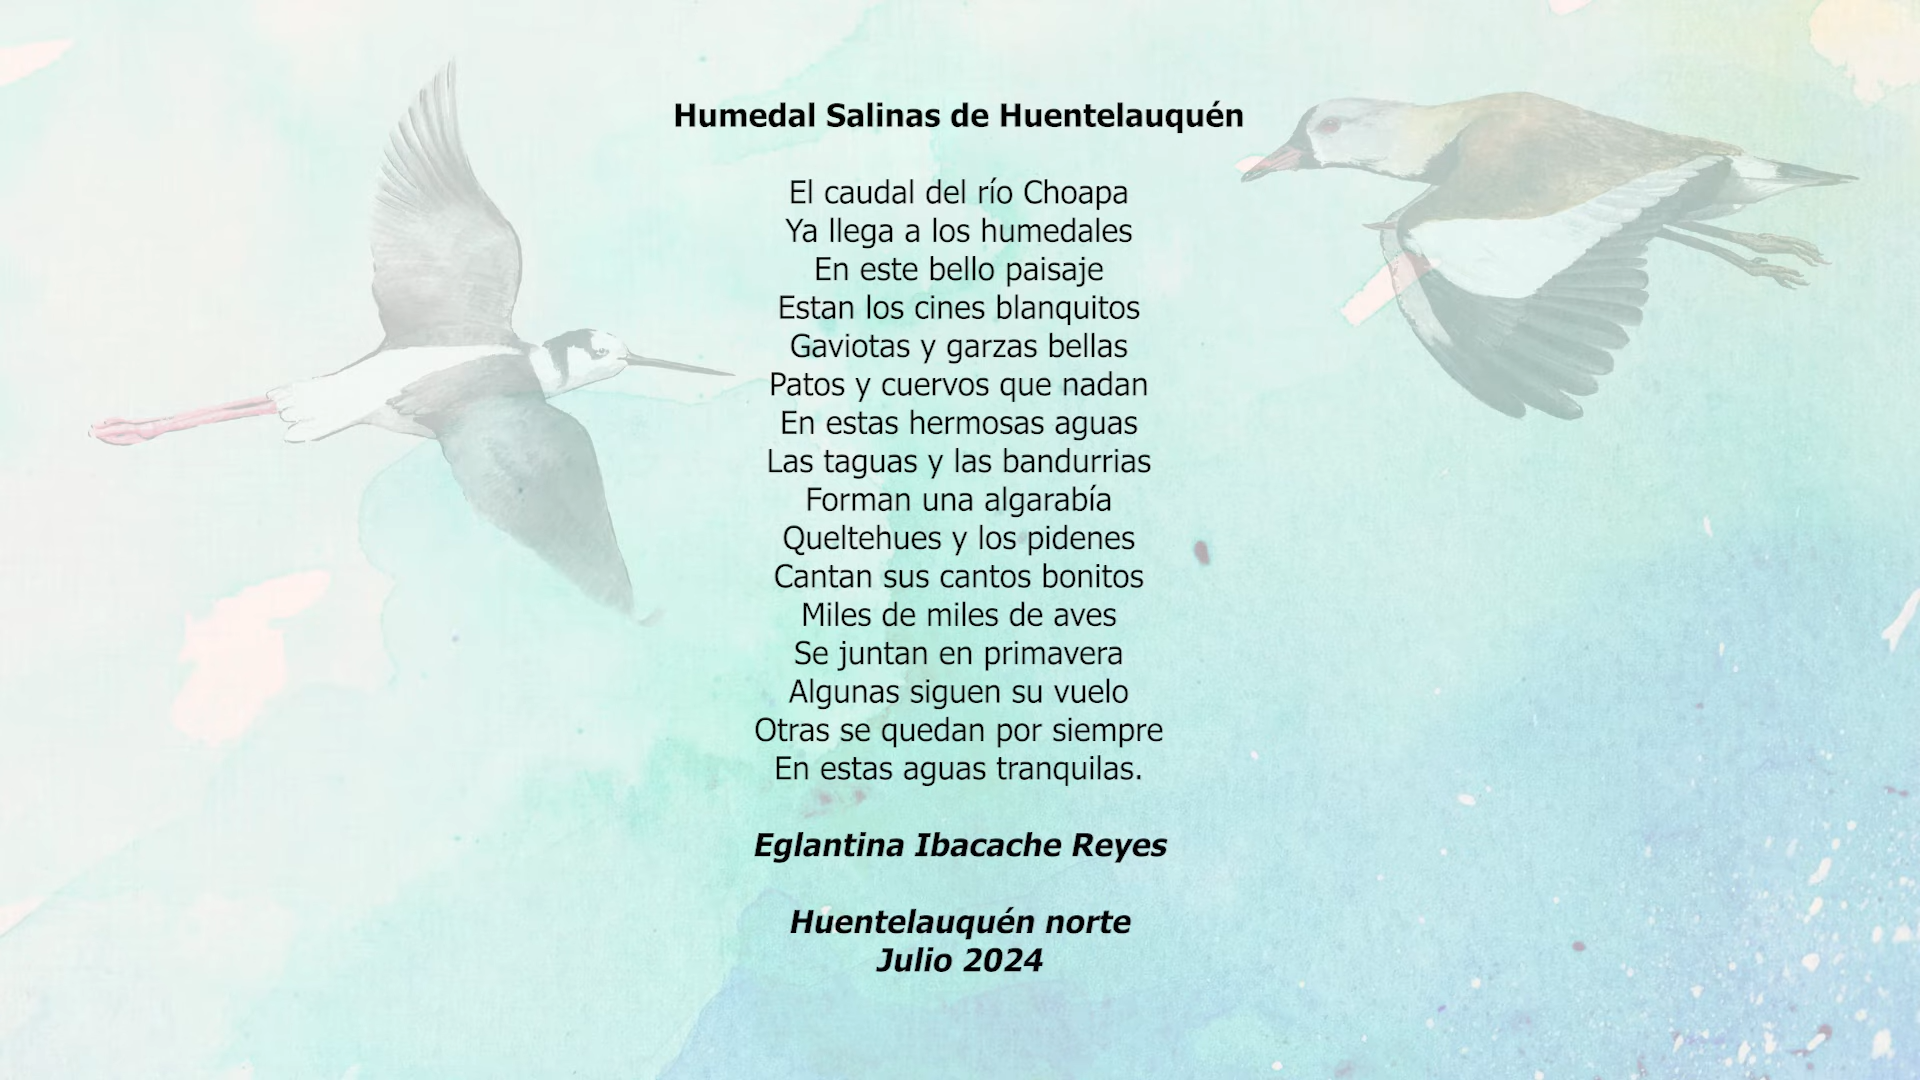 Humedal Salinas de Huentelauquén
El caudal del río Choapa
Ya llega a los humedales
En este bello paisaje
Estan los cines blanquitos
Gaviotas y garzas bellas
Patos y cuervos que nadan
En estas hermosas aguas
Las taguas y las bandurrias
Forman una algarabía
Queltehues y los pidenes
Cantan sus cantos bonitos
Miles de miles de aves
Se juntan en primavera
Algunas siguen su vuelo
Otras se quedan por siempre
En estas aguas tranquilas.
Eglantina Ibacache Reyes
Huentelauquén norte
Julio 2024